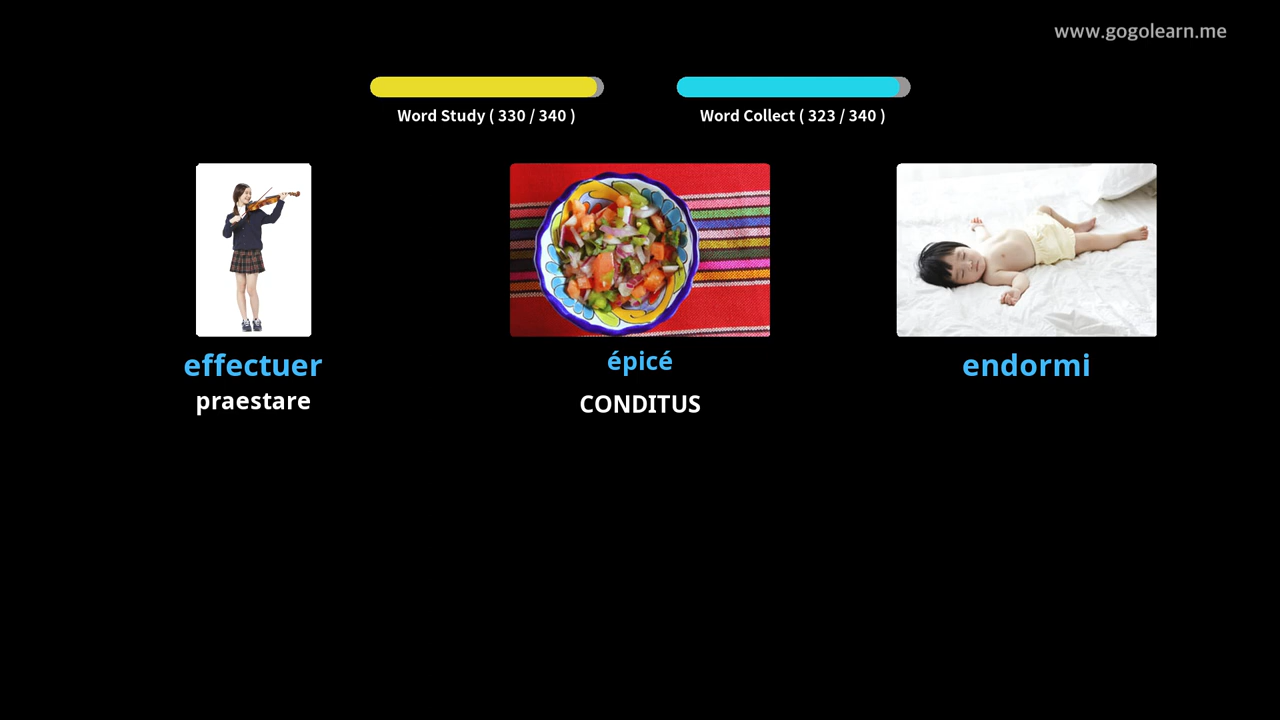 www.gogolearn.me
Word Study ( 330 / 340 )
Word Collect ( 323 / 340 )
effectuer
praestare
épicé
CONDITUS
endormi